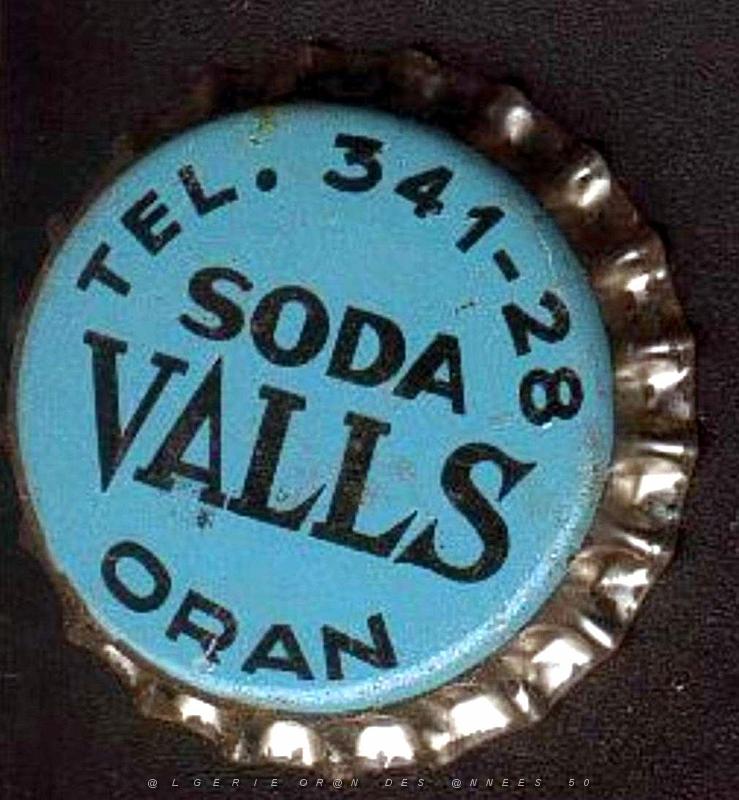 TEL. 341-28
SODA
VALLS
ORAN
@LGERIE OR@N DES @NNEES 50